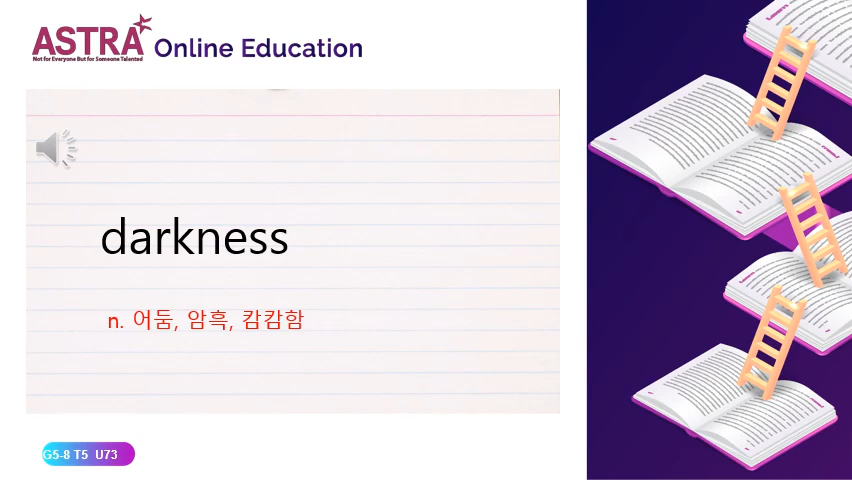 ASTRA
Not for Everyone But for Someone Talented
Online Education
darkness
n. 어둠, 암흑, 캄캄함
G5-8 T5 U73